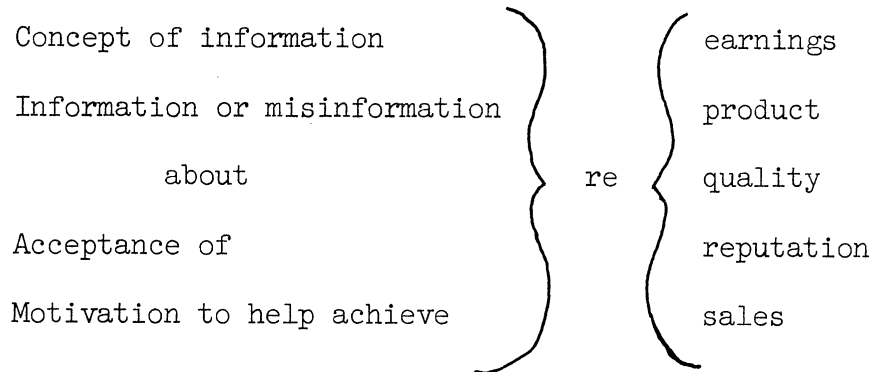 Concept of information
Information or misinformation
about
Acceptance of
Motivation to help achieve
re
earnings
product
quality
reputation
sales